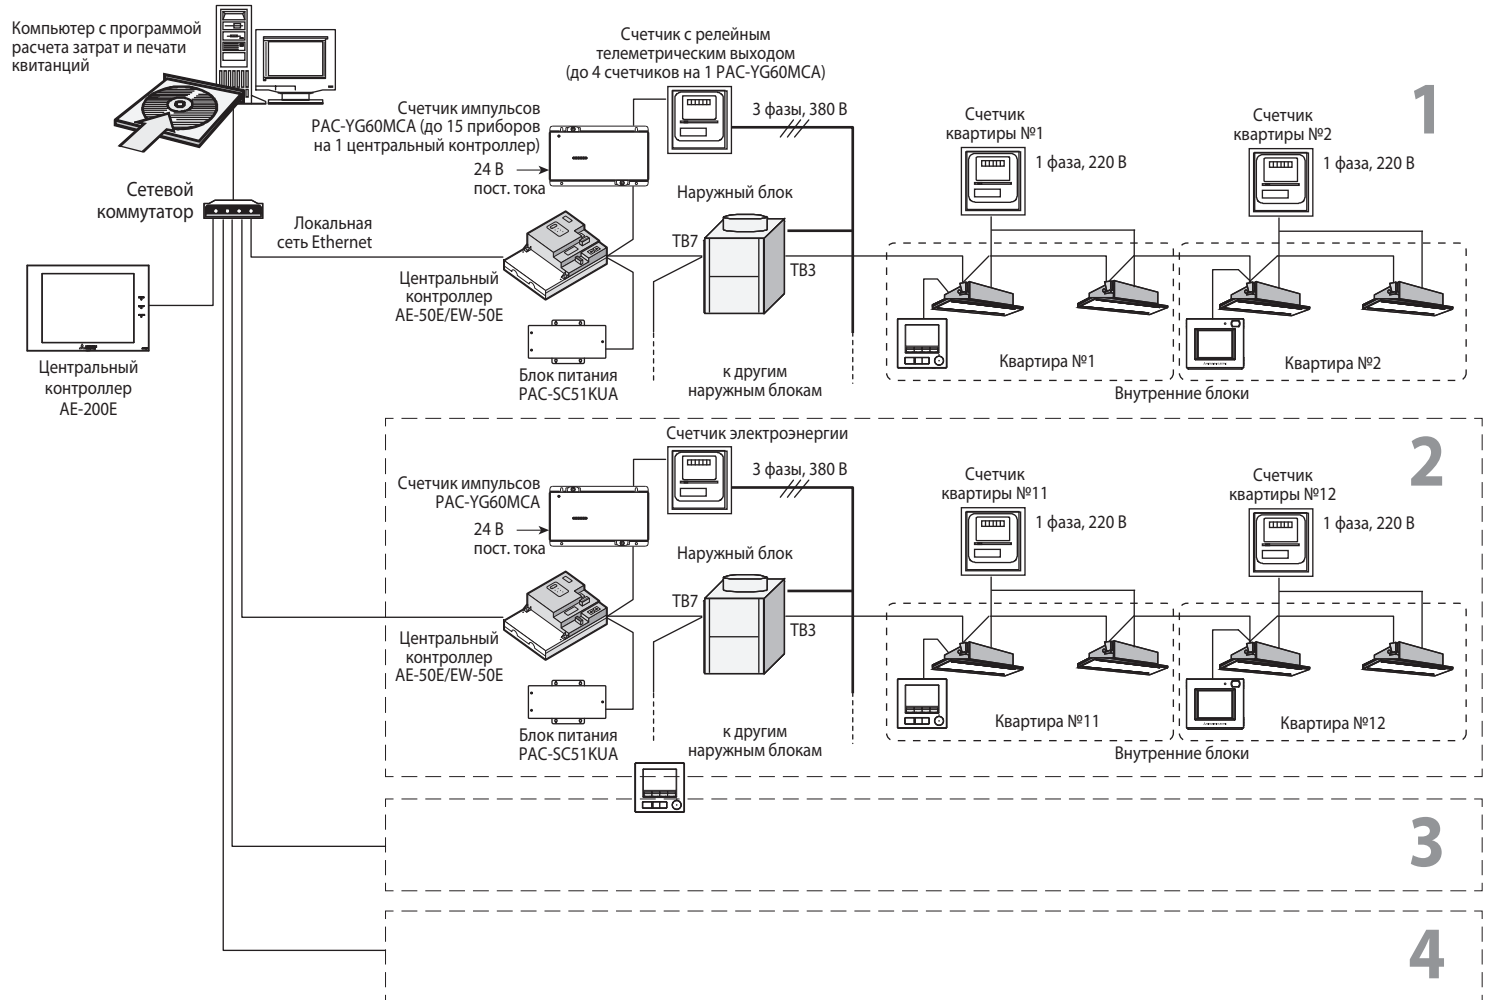 Компьютер с программой
расчета затрат и печати
квитанций
Счетчик с релейным
телеметрическим выходом
(до 4 счетчиков на 1 PAC-YG60MCA)
Счетчик импульсов
PAC-YG60MCA (до 15 приборов
на 1 центральный контроллер)
24 В
пост. тока
3 фазы, 380 В
Счетчик
квартиры №1
1 фаза, 220 В
Счетчик
квартиры №2
1 фаза, 220 В
1
Сетевой
коммутатор
Локальная
сеть Ethernet
Наружный блок
TB7
TB3
Центральный
контроллер
AE-50E/EW-50E
Центральный
контроллер
AE-200E
Блок питания
PAC-SC51KUA
к другим
наружным блокам
Квартира №1
Квартира №2
Внутренние блоки
Счетчик электроэнергии
2
Счетчик импульсов
PAC-YG60MCA
24 В
пост. тока
3 фазы, 380 В
Счетчик
квартиры №11
1 фаза, 220 В
Счетчик
квартиры №12
1 фаза, 220 В
Наружный блок
TB7
TB3
Центральный
контроллер
AE-50E/EW-50E
Блок питания
PAC-SC51KUA
к другим
наружным блокам
Квартира №11
Квартира №12
Внутренние блоки
3
4